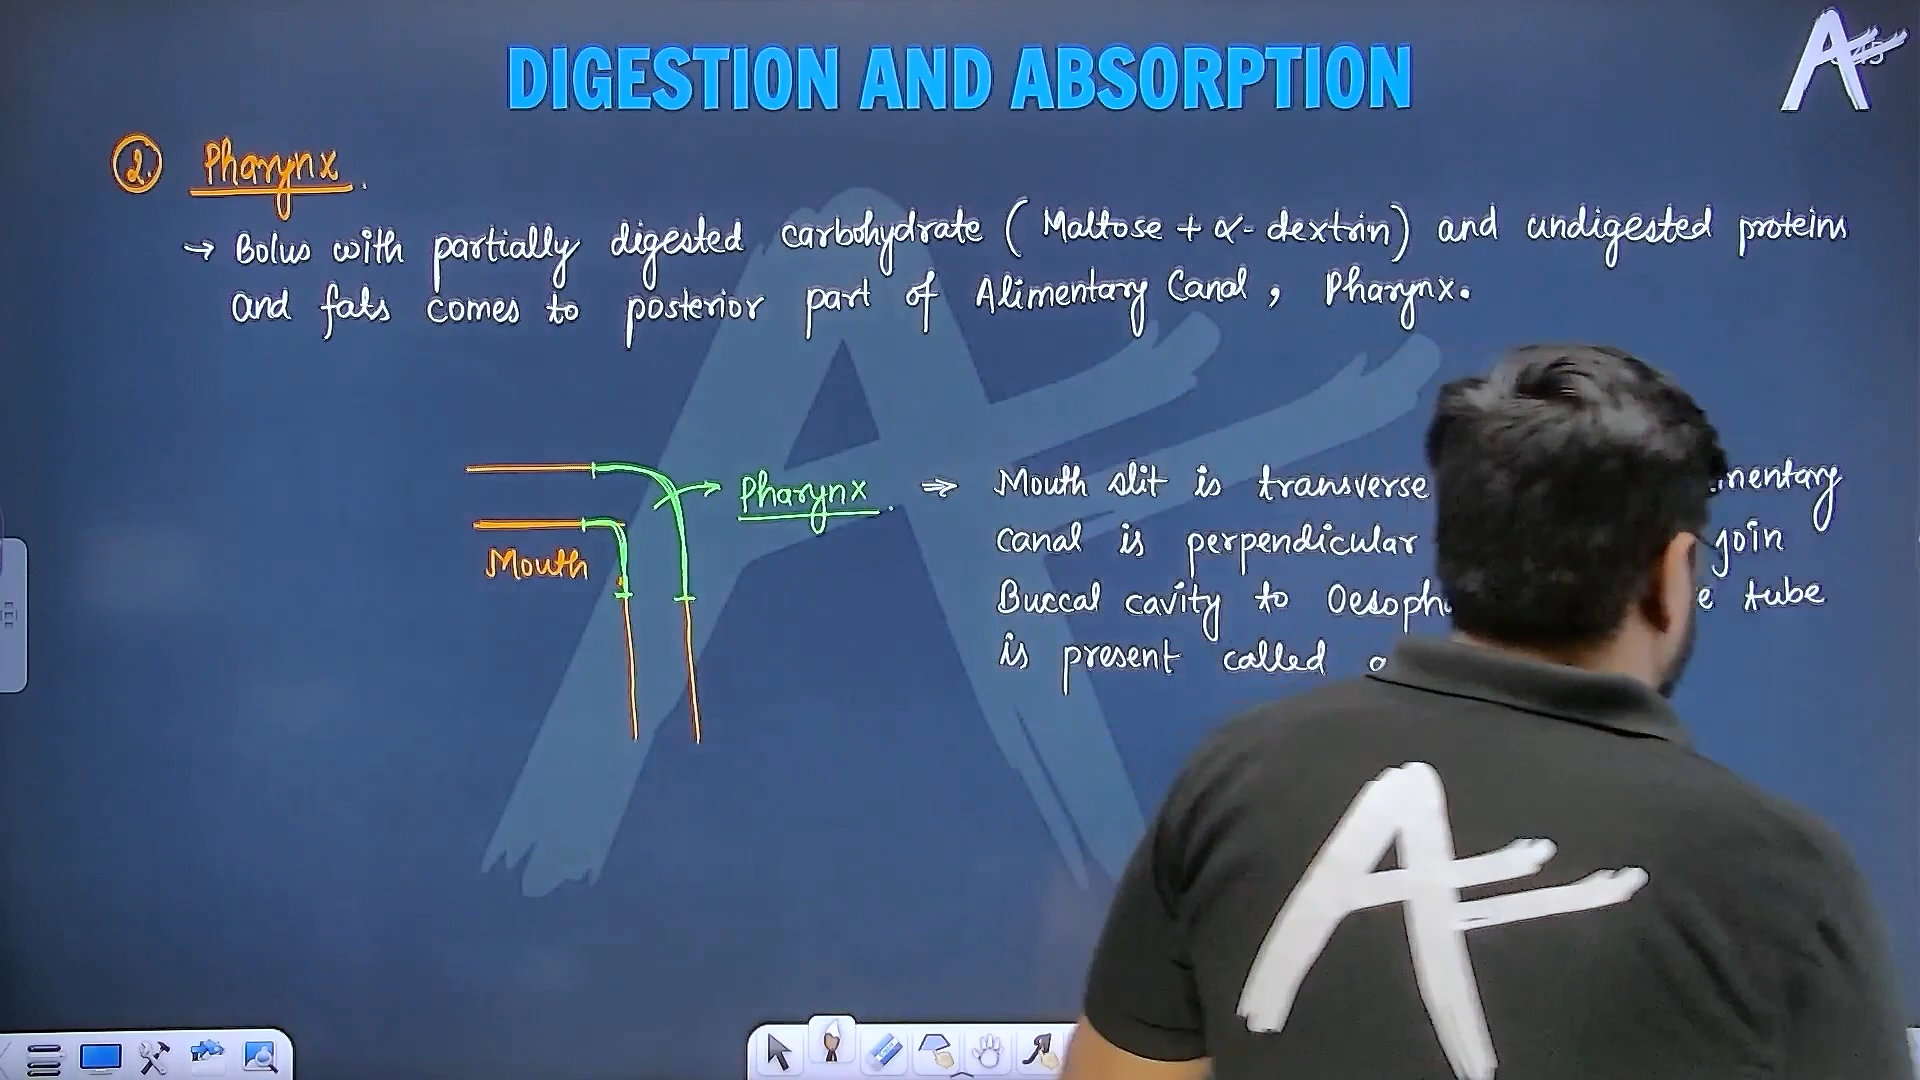 DIGESTION AND ABSORPTION
2. Pharynx.
→ Bolus with partially digested carbohydrate ( Maltose + α- dextrin) and undigested proteins
and fats comes to posterior part of Alimentary Canal, Pharynx.
Pharynx. ⇒ Mouth slit is transverse
canal is perpendicular join
Mouth
Buccal cavity to tube
is present called